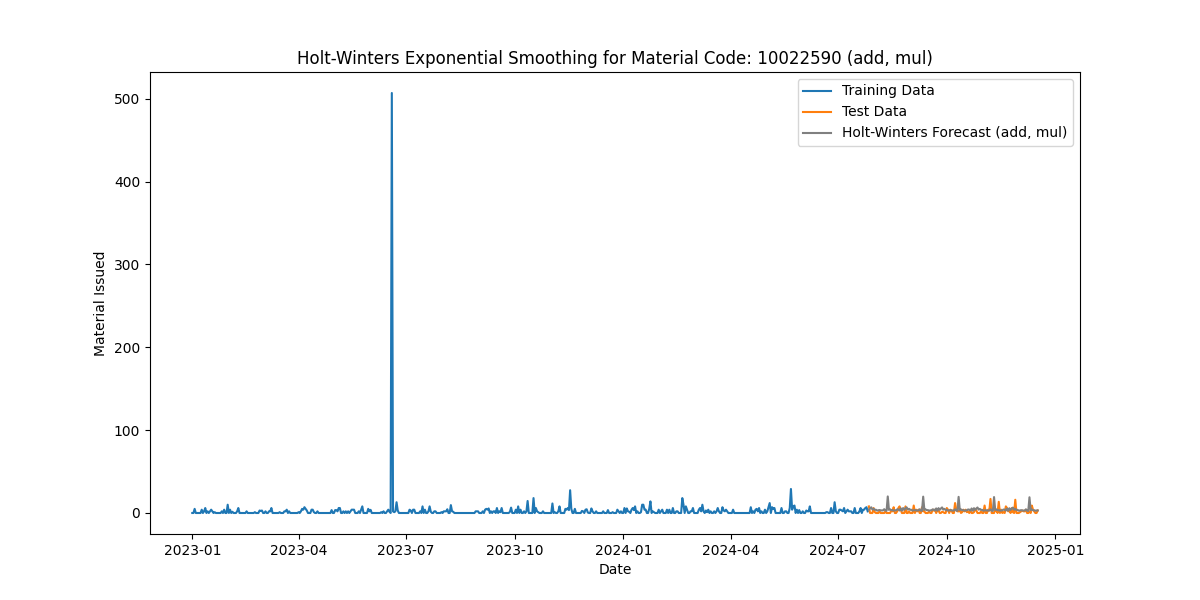 Holt-Winters Exponential Smoothing for Material Code: 10022590 (add, mul)
Training Data
Test Data
Holt-Winters Forecast (add, mul)
Material Issued
500
400
300
200
100
0
2023-01
2023-04
2023-07
2023-10
2024-01
2024-04
2024-07
2024-10
2025-01
Date